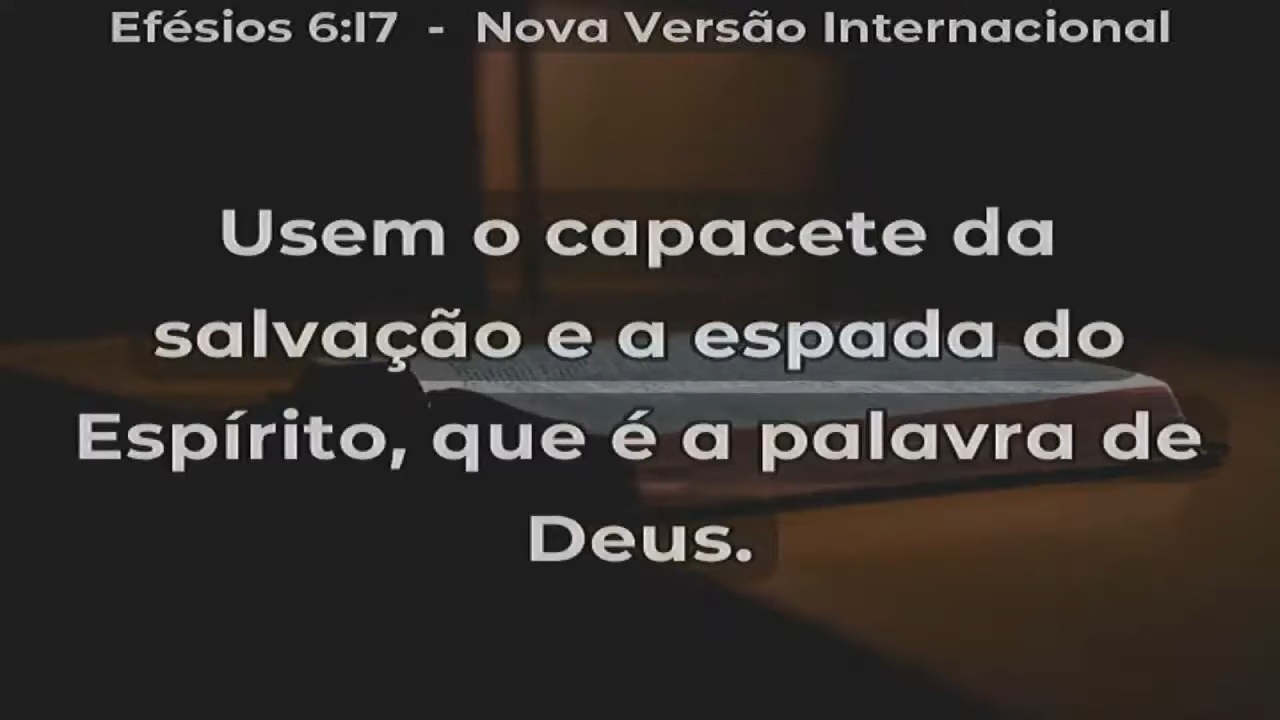 Efésios 6:17 - Nova Versão Internacional
Usem o capacete da
salvação e a espada do
Espírito, que é a palavra de
Deus.